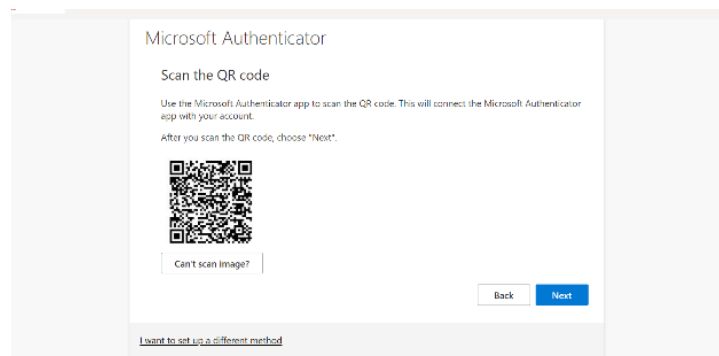 Microsoft Authenticator
Scan the QR code
Use the Microsoft Authenticator app to scan the QR code. This will connect the Microsoft Authenticator
app with your account.
After you scan the QR code, choose "Next".
Can't scan image?
Back Next
I want to set up a different method